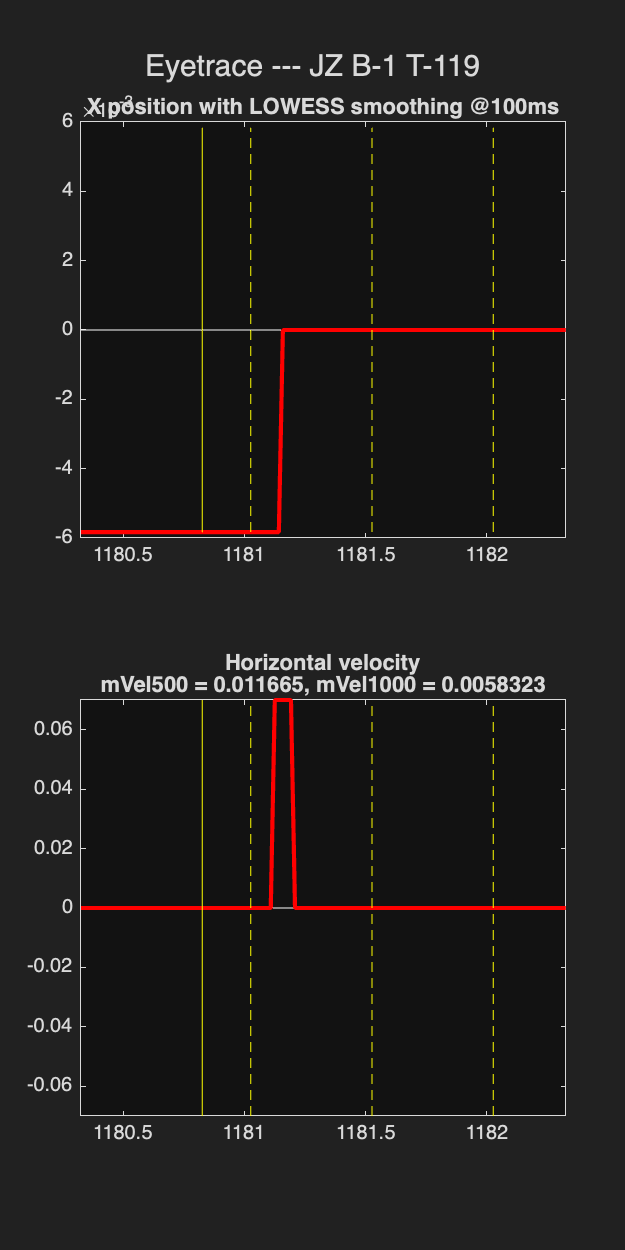 Eyetrace --- JZ B-1 T-119
X position with LOWESS smoothing @100ms
6
4
2
0
-2
-4
-6
1180.5 1181 1181.5 1182
Horizontal velocity
mVel500 = 0.011665, mVel1000 = 0.0058323
0.06
0.04
0.02
0
-0.02
-0.04
-0.06
1180.5 1181 1181.5 1182